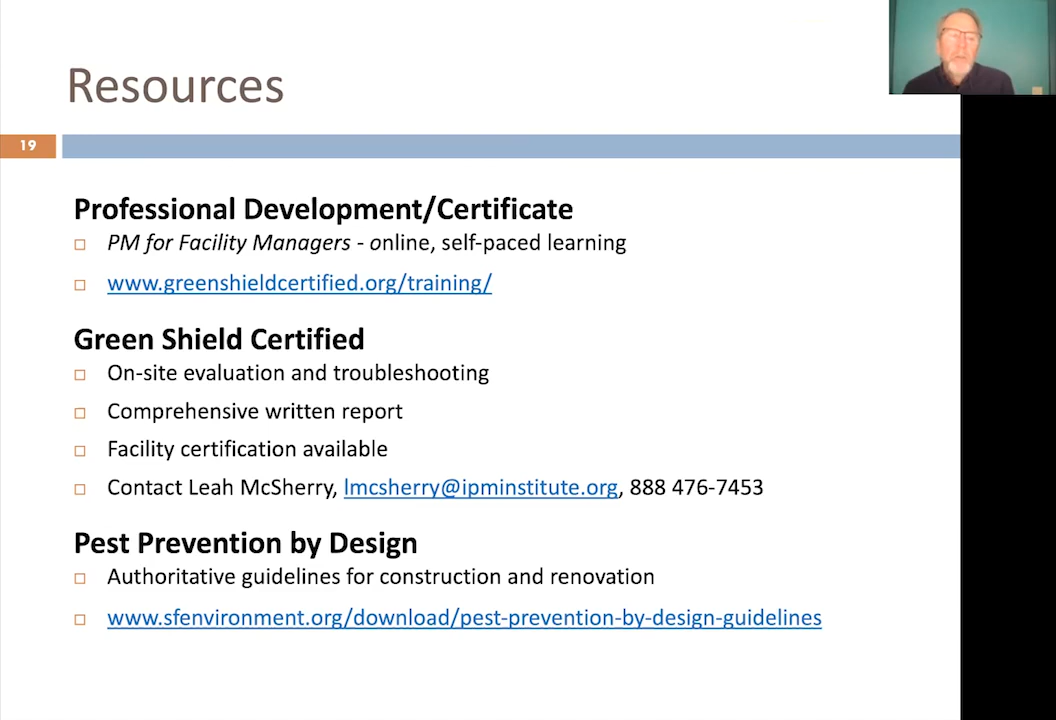 Resources
19
Professional Development/Certificate
PM for Facility Managers - online, self-paced learning
www.greenshieldcertified.org/training/
Green Shield Certified
On-site evaluation and troubleshooting
Comprehensive written report
Facility certification available
Contact Leah McSherry, lmcsherry@ipminstitute.org, 888 476-7453
Pest Prevention by Design
Authoritative guidelines for construction and renovation
www.sfenvironment.org/download/pest-prevention-by-design-guidelines